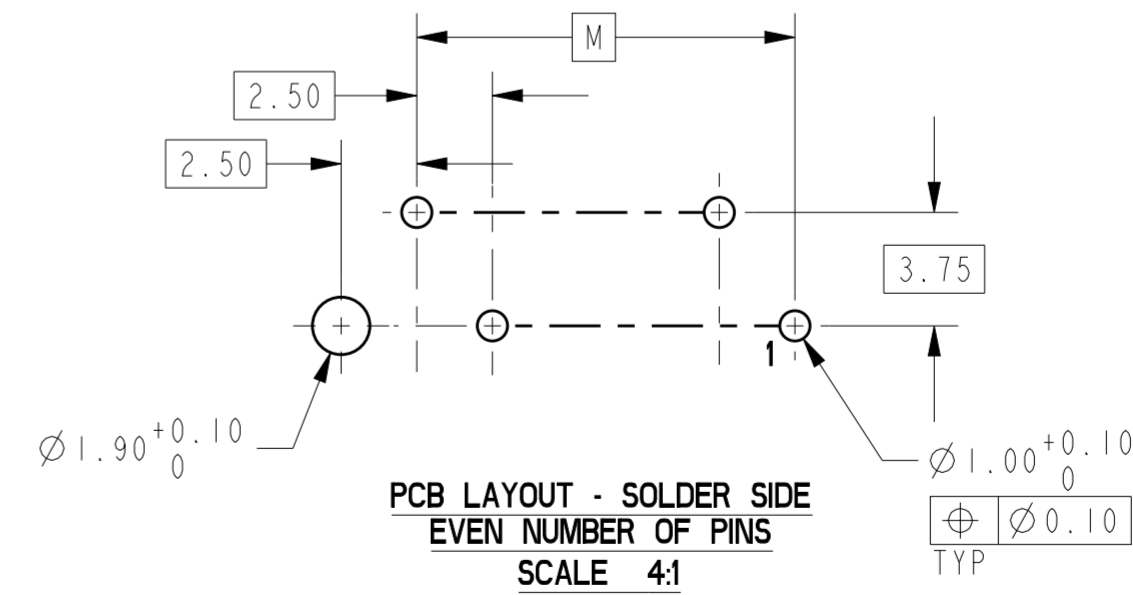 M
2.50
2.50
3.75
1
Ø1.90 +0.10
0
Ø1.00 +0.10
0
⌖ Ø0.10
TYP
PCB LAYOUT - SOLDER SIDE
EVEN NUMBER OF PINS
SCALE 4:1